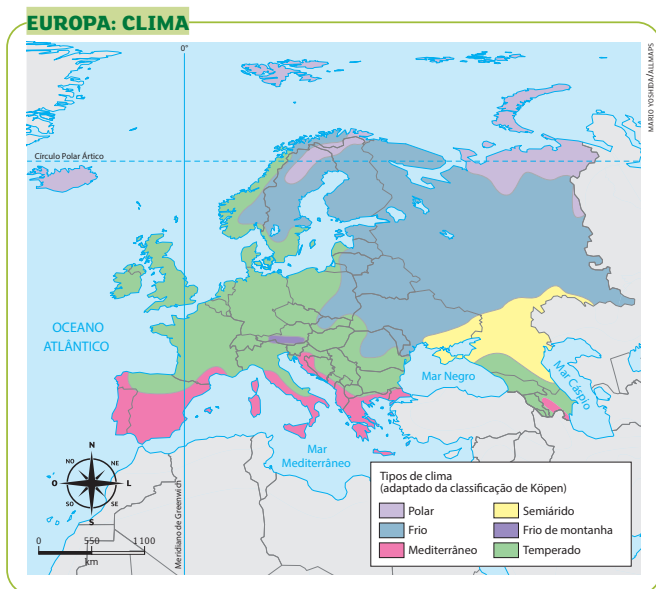 EUROPA: CLIMA
0°
MARIO YOSHIDA/ALLMAPS
Círculo Polar Ártico
OCEANO
ATLÂNTICO
Mar Negro
Mar Cáspio
Mar
Mediterrâneo
Meridiano de Greenwich
N
NO
NE
O
L
SO
SE
S
0 550 1 100
km
Tipos de clima
(adaptado da classificação de Köpen)
Polar
Semiárido
Frio
Frio de montanha
Mediterrâneo
Temperado